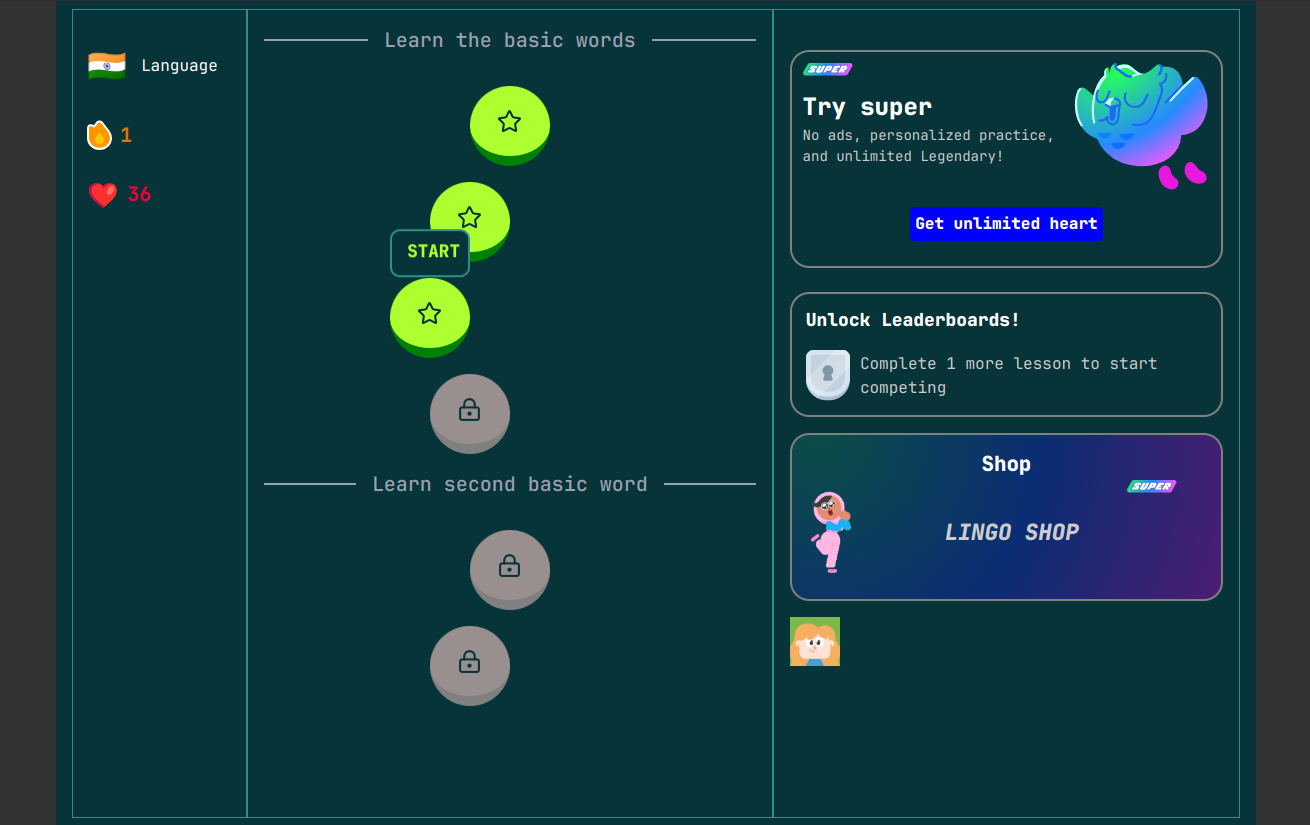 Language
1
36
Learn the basic words
START
Learn second basic word
SUPER
Try super
No ads, personalized practice,
and unlimited Legendary!
Get unlimited heart
Unlock Leaderboards!
Complete 1 more lesson to start
competing
Shop
SUPER
LINGO SHOP